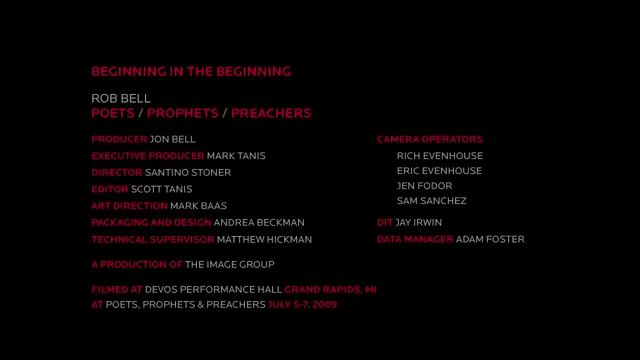 BEGINNING IN THE BEGINNING
ROB BELL
POETS / PROPHETS / PREACHERS
PRODUCER JON BELL
EXECUTIVE PRODUCER MARK TANIS
DIRECTOR SANTINO STONER
EDITOR SCOTT TANIS
ART DIRECTION MARK BAAS
PACKAGING AND DESIGN ANDREA BECKMAN
TECHNICAL SUPERVISOR MATTHEW HICKMAN
CAMERA OPERATORS
RICH EVENHOUSE
ERIC EVENHOUSE
JEN FODOR
SAM SANCHEZ
DIT JAY IRWIN
DATA MANAGER ADAM FOSTER
A PRODUCTION OF THE IMAGE GROUP
FILMED AT DEVOS PERFORMANCE HALL GRAND RAPIDS, MI
AT POETS, PROPHETS & PREACHERS JULY 5-7, 2009